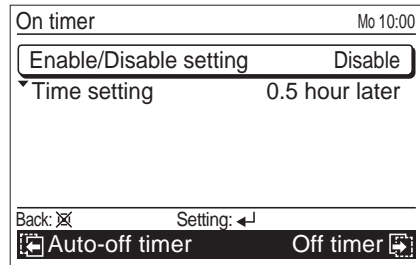 On timer Mo 10:00
Enable/Disable setting Disable
Time setting 0.5 hour later
Back: Setting:
Auto-off timer Off timer